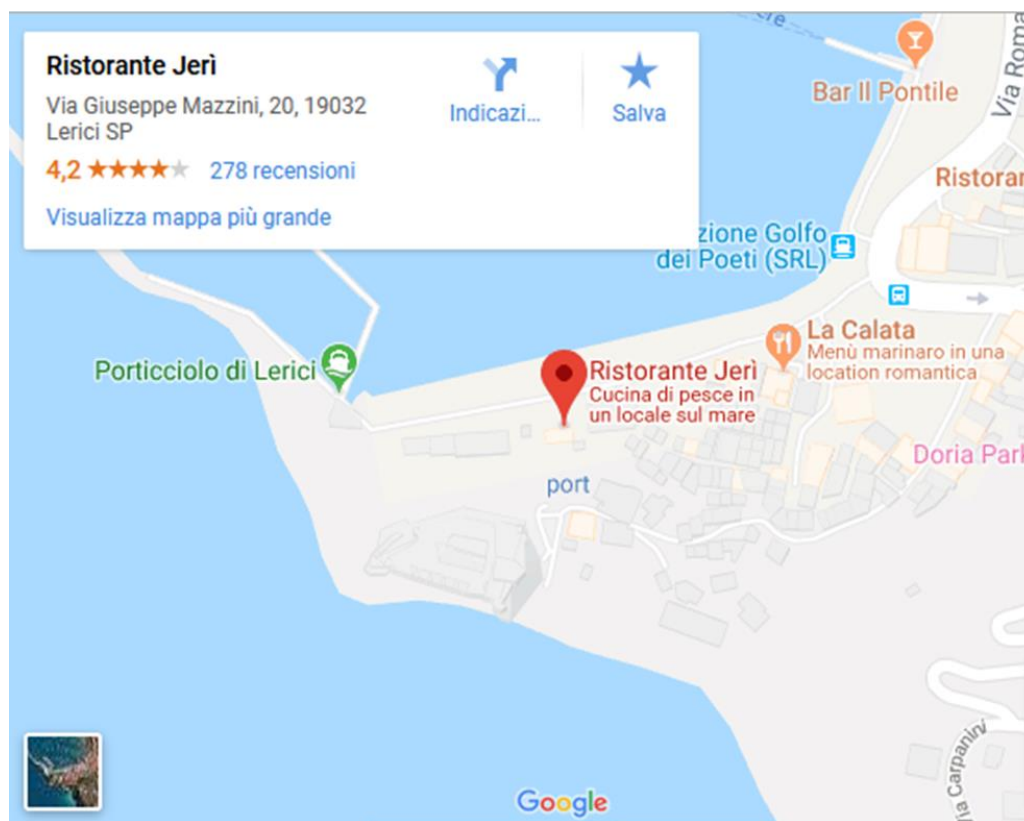 Ristorante Jerì
Via Giuseppe Mazzini, 20, 19032
Lerici SP
4,2
278 recensioni
Visualizza mappa più grande
Indicazi...
Salva
Bar Il Pontile
Via Roma
Ristorar
zione Golfo
dei Poeti (SRL)
La Calata
Menù marinaro in una
location romantica
Porticciolo di Lerici
Ristorante Jerì
Cucina di pesce in
un locale sul mare
Doria Park
port
ia Carpanini
Google